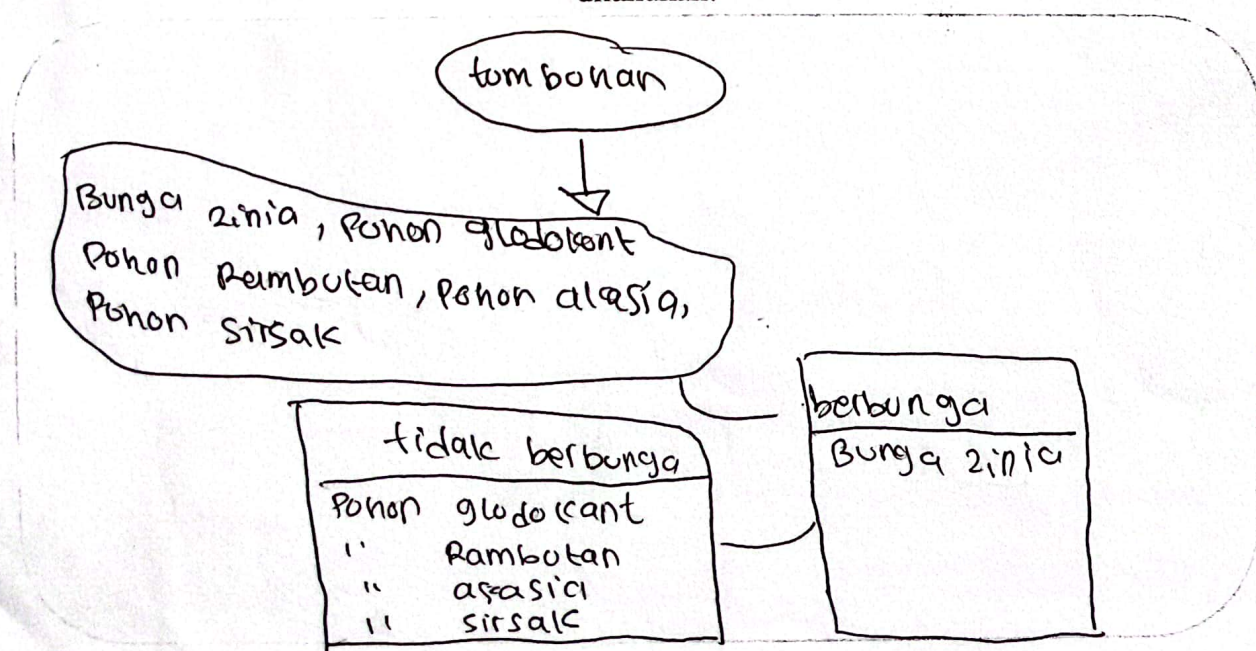 tumbuhan
Bunga zinia, Pohon glodokant
Pohon Rambutan, Pohon alasia,
Pohon sirsak
berbunga
Bunga zinia
tidak berbunga
Pohon glodokant
" Rambutan
" acasia
" sirsak